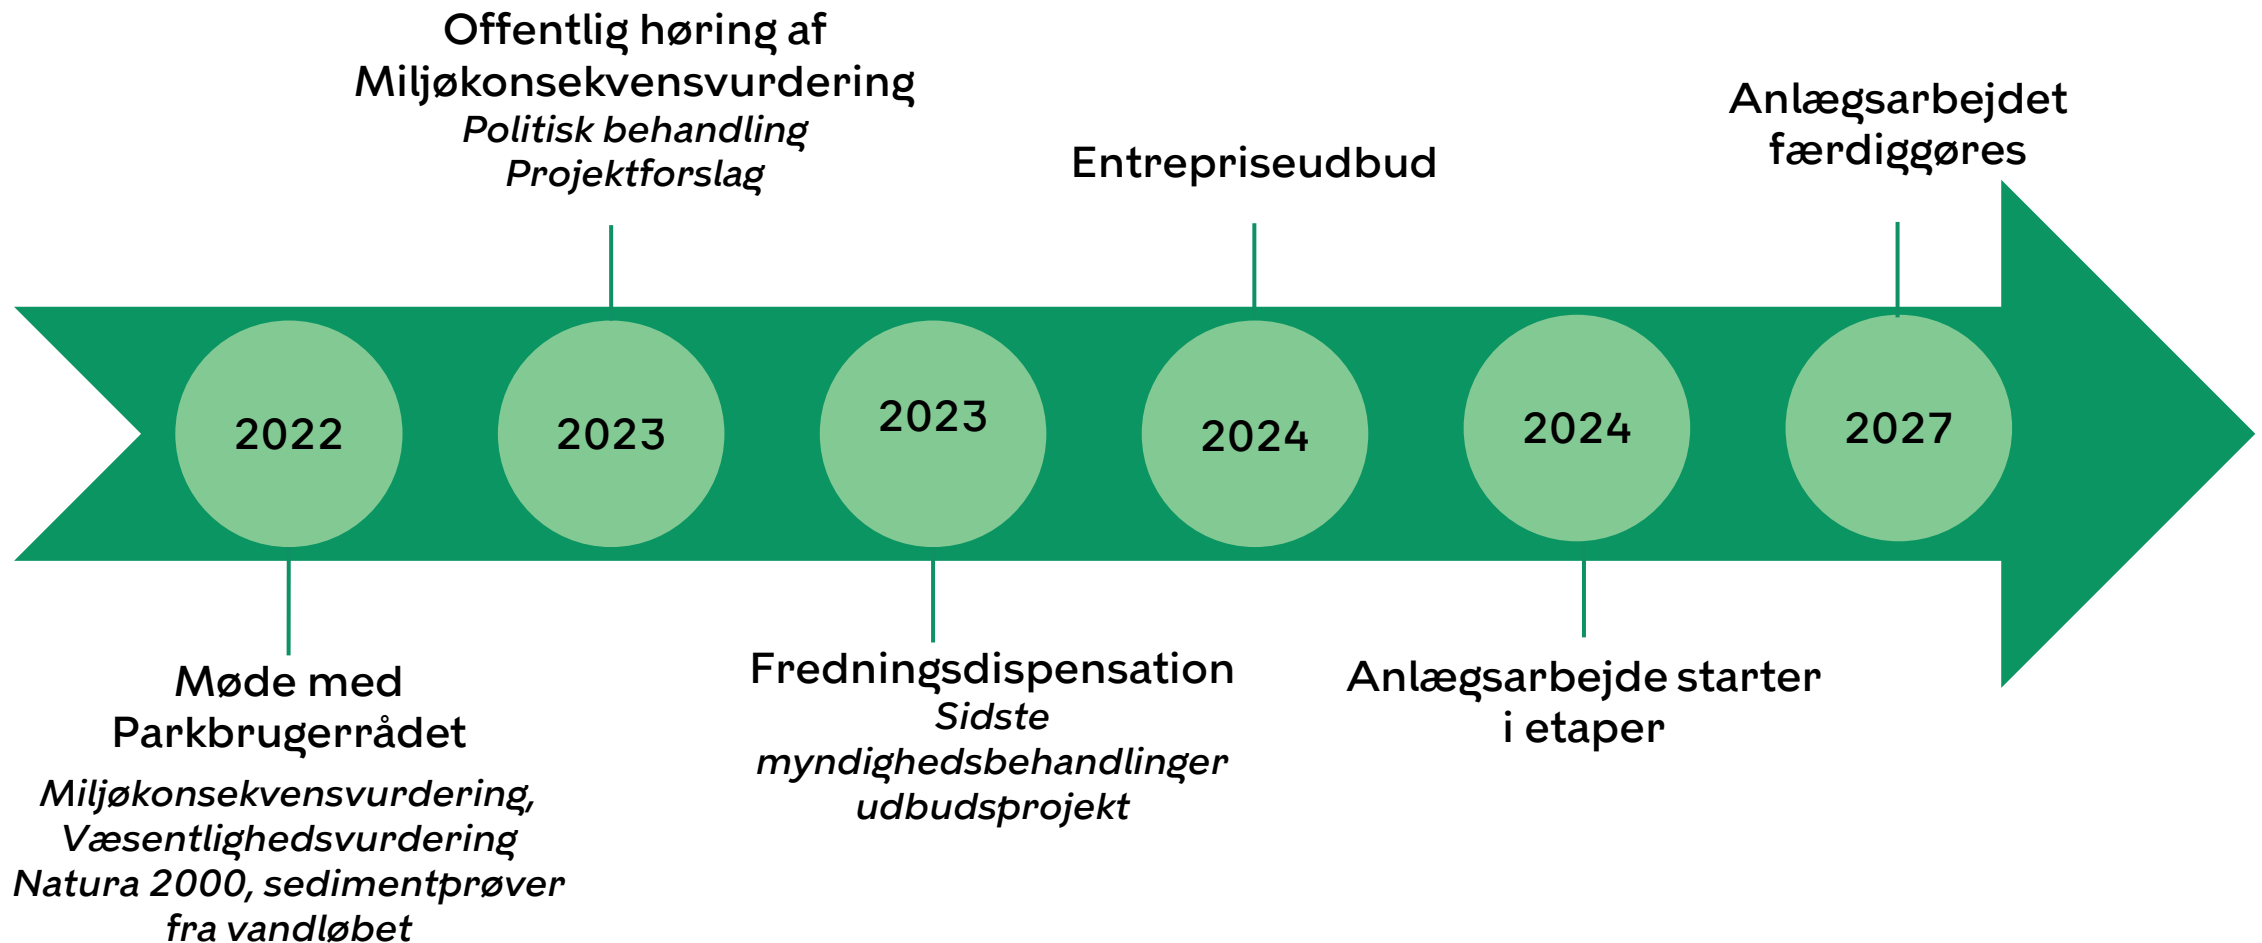 Offentlig høring af
Miljøkonsekvensvurdering
Politisk behandling
Projektforslag
Entrepriseudbud
Anlægsarbejdet
færdiggøres
2022
2023
2023
2024
2024
2027
Møde med
Parkbrugerrådet
Miljøkonsekvensvurdering,
Væsentlighedsvurdering
Natura 2000, sedimentprøver
fra vandløbet
Fredningsdispensation
Sidste
myndighedsbehandlinger
udbudsprojekt
Anlægsarbejde starter
i etaper